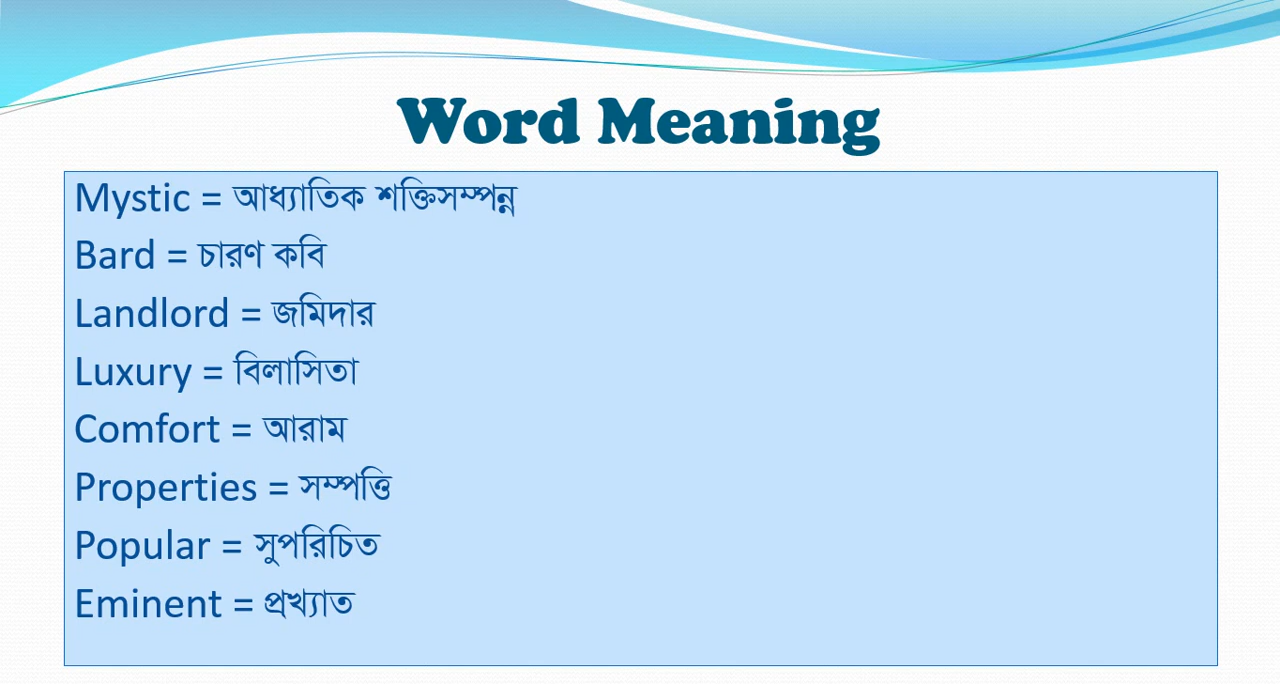 Word Meaning
Mystic = আধ্যাতিক শক্তিসম্পন্ন
Bard = চারণ কবি
Landlord = জমিদার
Luxury = বিলাসিতা
Comfort = আরাম
Properties = সম্পত্তি
Popular = সুপরিচিত
Eminent = প্রখ্যাত